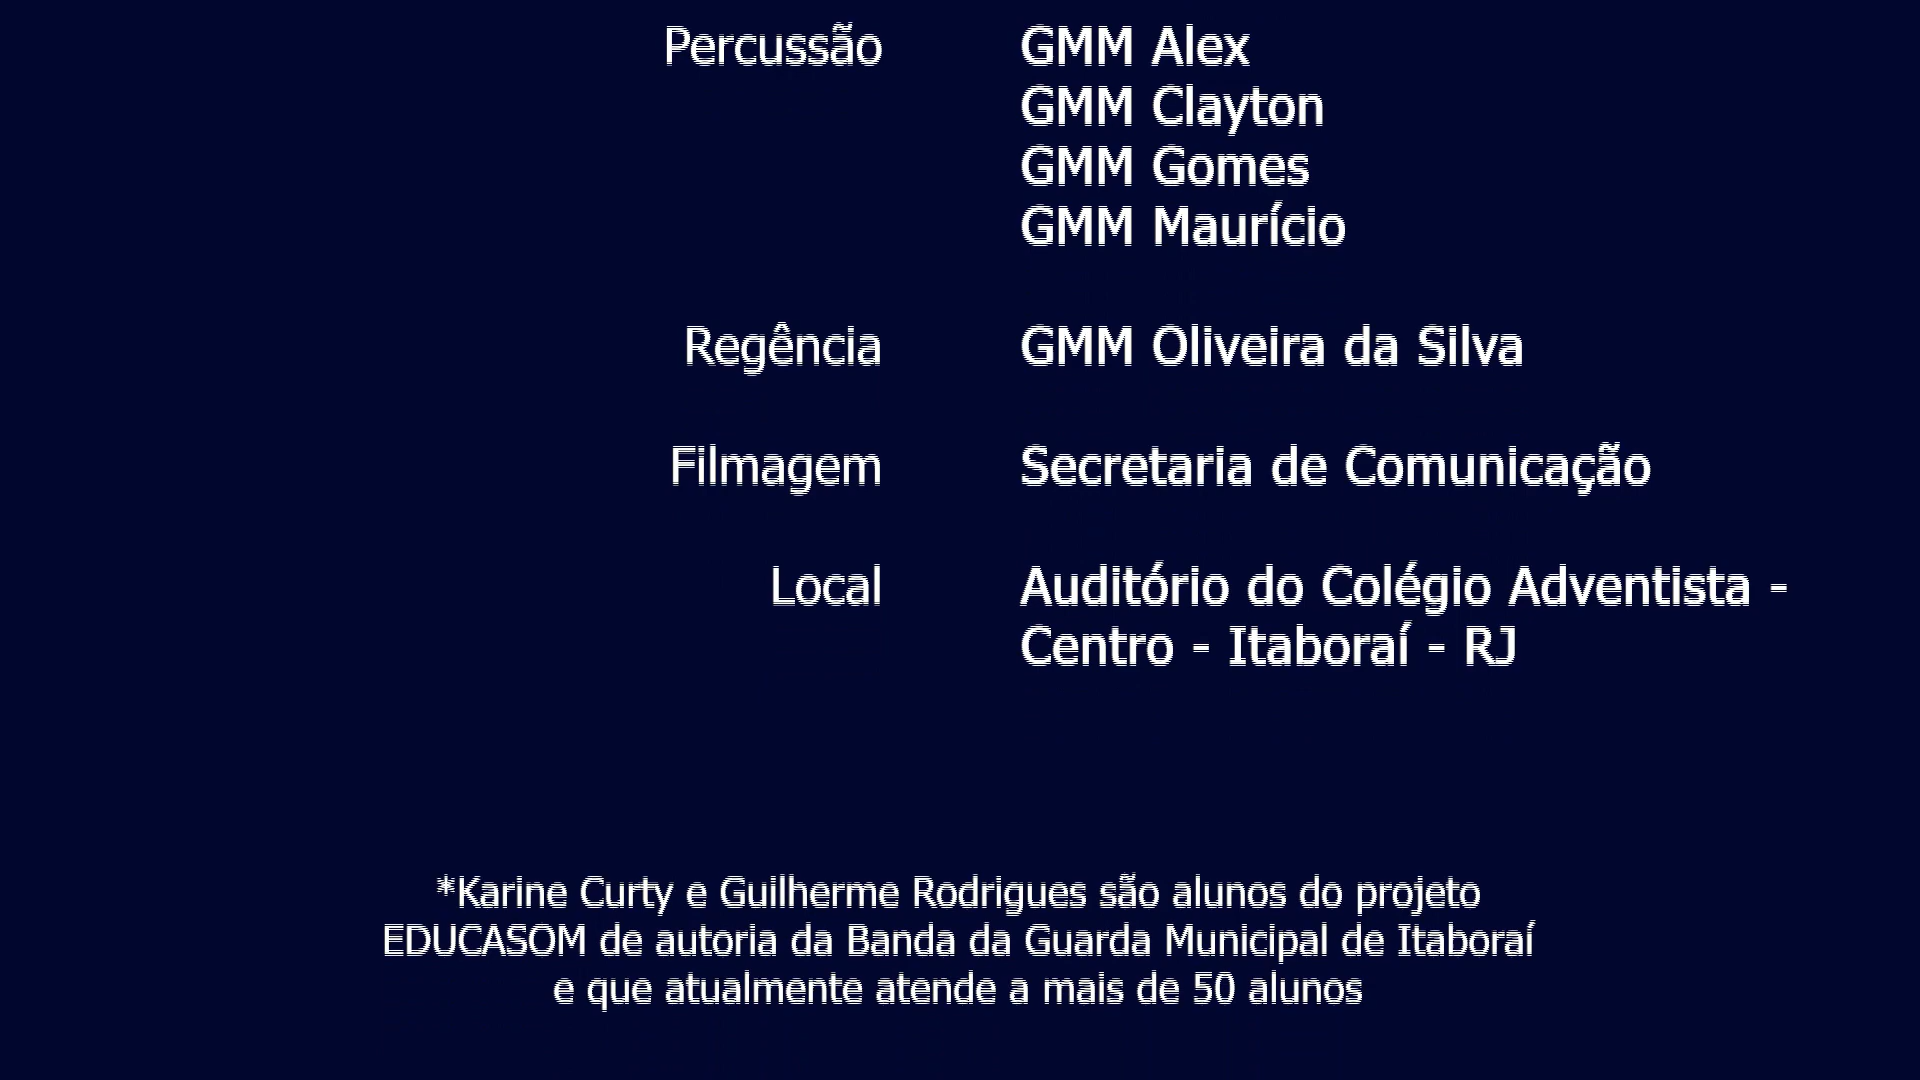 Percussão GMM Alex
GMM Clayton
GMM Gomes
GMM Maurício
Regência GMM Oliveira da Silva
Filmagem Secretaria de Comunicação
Local Auditório do Colégio Adventista -
Centro - Itaboraí - RJ
*Karine Curty e Guilherme Rodrigues são alunos do projeto
EDUCASOM de autoria da Banda da Guarda Municipal de Itaboraí
e que atualmente atende a mais de 50 alunos